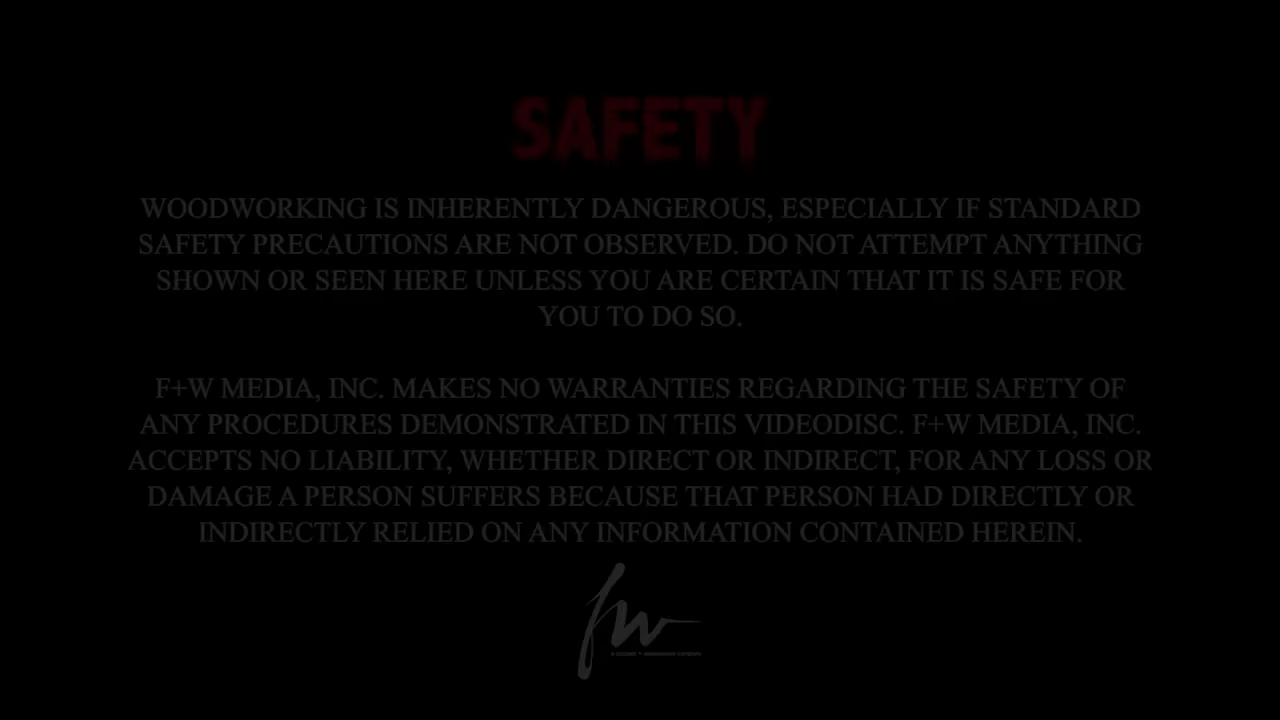 SAFETY
WOODWORKING IS INHERENTLY DANGEROUS, ESPECIALLY IF STANDARD
SAFETY PRECAUTIONS ARE NOT OBSERVED. DO NOT ATTEMPT ANYTHING
SHOWN OR SEEN HERE UNLESS YOU ARE CERTAIN THAT IT IS SAFE FOR
YOU TO DO SO.
F+W MEDIA, INC. MAKES NO WARRANTIES REGARDING THE SAFETY OF
ANY PROCEDURES DEMONSTRATED IN THIS VIDEODISC. F+W MEDIA, INC.
ACCEPTS NO LIABILITY, WHETHER DIRECT OR INDIRECT, FOR ANY LOSS OR
DAMAGE A PERSON SUFFERS BECAUSE THAT PERSON HAD DIRECTLY OR
INDIRECTLY RELIED ON ANY INFORMATION CONTAINED HEREIN.
fw